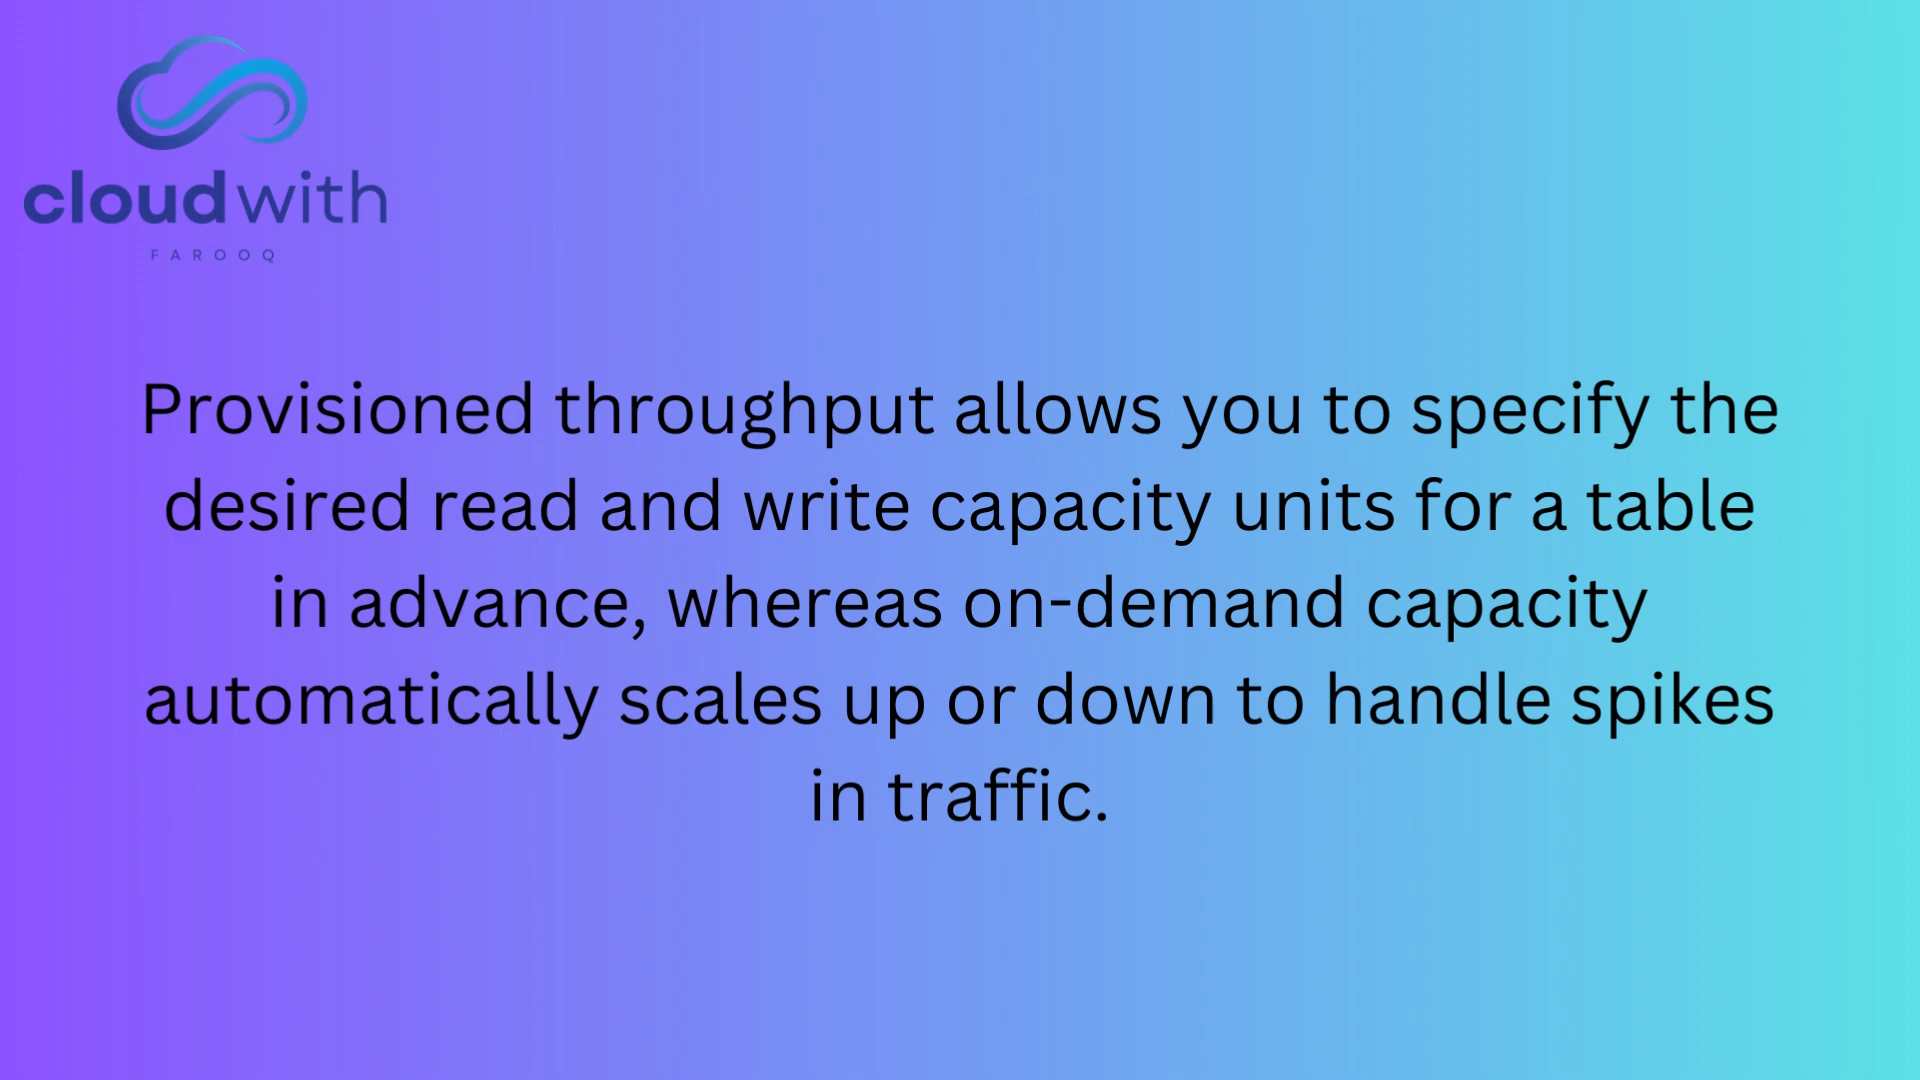 cloudwith
FAROOQ
Provisioned throughput allows you to specify the
desired read and write capacity units for a table
in advance, whereas on-demand capacity
automatically scales up or down to handle spikes
in traffic.